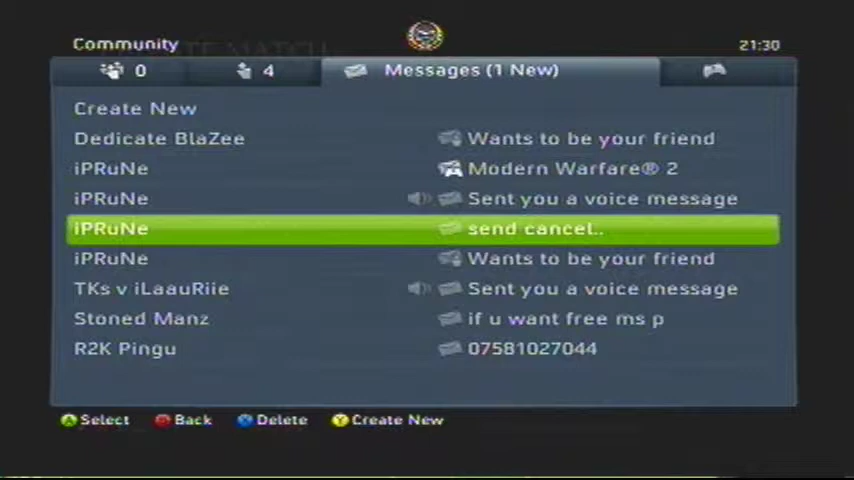 Community 21:30
0 4 Messages (1 New)
Create New
Dedicate BlaZee Wants to be your friend
iPRuNe Modern Warfare® 2
iPRuNe Sent you a voice message
iPRuNe send cancel..
iPRuNe Wants to be your friend
TKs v iLaauRiie Sent you a voice message
Stoned Manz if u want free ms p
R2K Pingu 07581027044
A Select B Back X Delete Y Create New